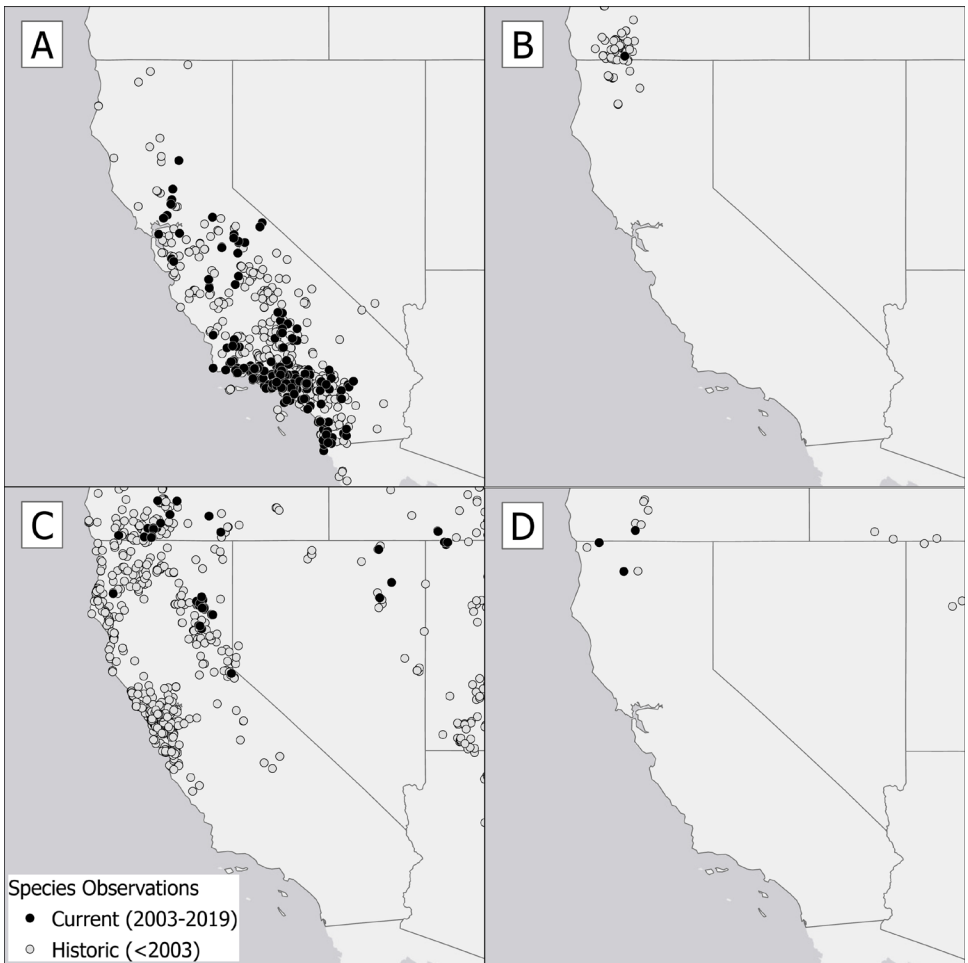 A
B
C
D
Species Observations
Current (2003-2019)
Historic (<2003)